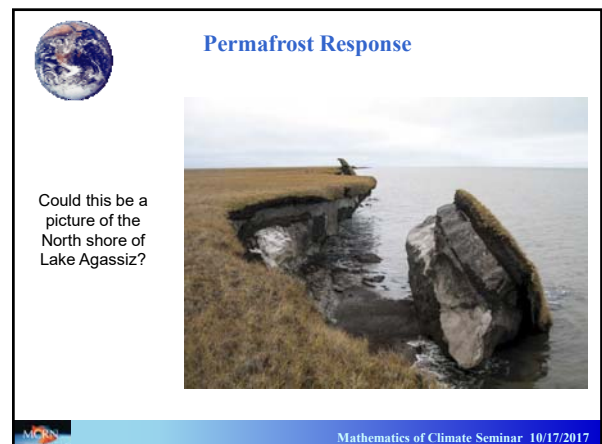 Permafrost Response
Could this be a
picture of the
North shore of
Lake Agassiz?
MCRN
Mathematics of Climate Seminar 10/17/2017